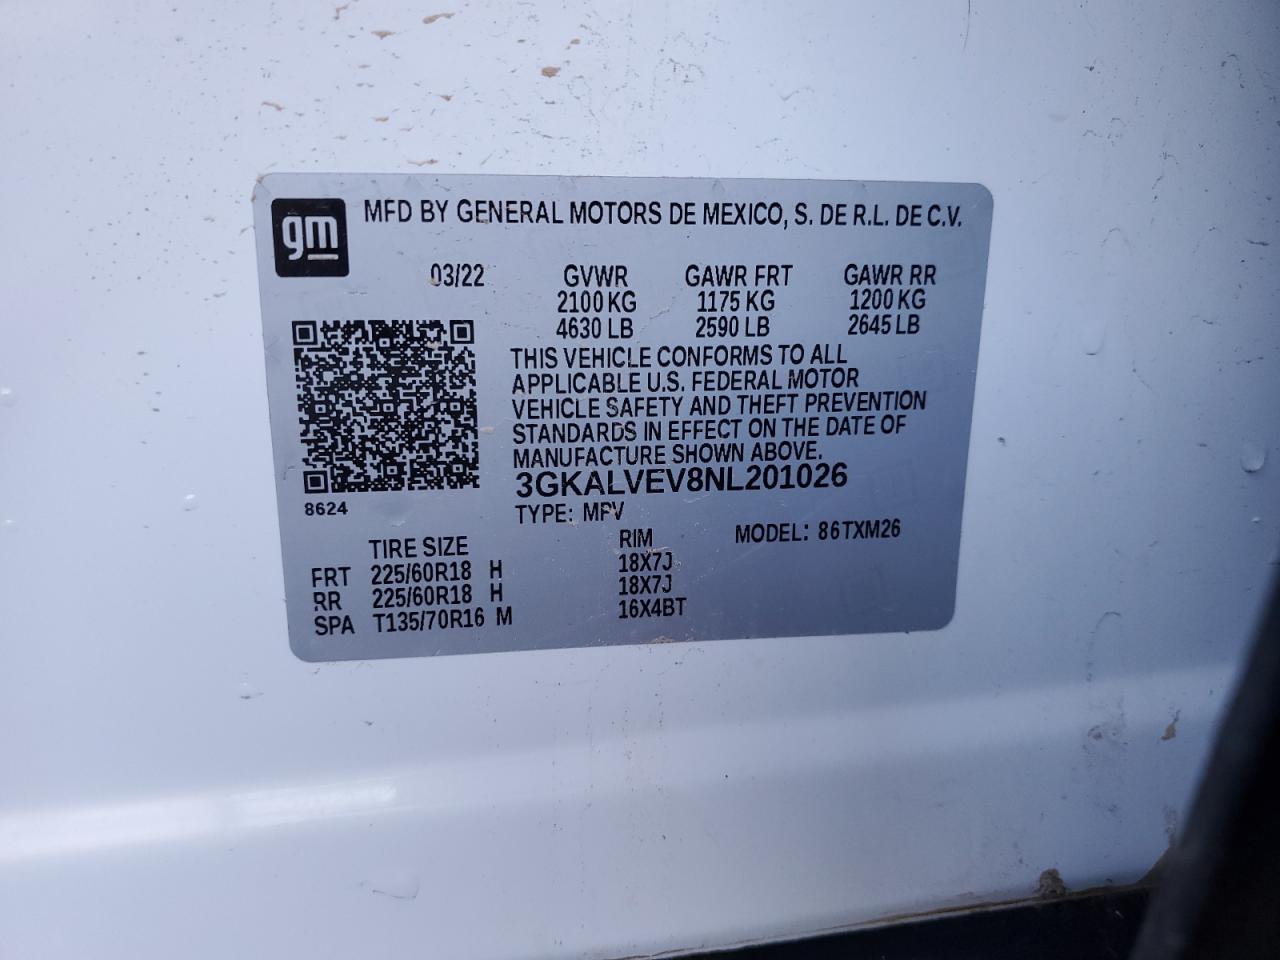 gm
MFD BY GENERAL MOTORS DE MEXICO, S. DE R.L. DE C.V.
03/22 GVWR GAWR FRT GAWR RR
2100 KG 1175 KG 1200 KG
4630 LB 2590 LB 2645 LB
THIS VEHICLE CONFORMS TO ALL
APPLICABLE U.S. FEDERAL MOTOR
VEHICLE SAFETY AND THEFT PREVENTION
STANDARDS IN EFFECT ON THE DATE OF
MANUFACTURE SHOWN ABOVE.
3GKALVEV8NL201026
8624
TYPE: MPV
MODEL: 86TXM26
TIRE SIZE RIM
FRT 225/60R18 H 18X7J
RR 225/60R18 H 18X7J
SPA T135/70R16 M 16X4BT